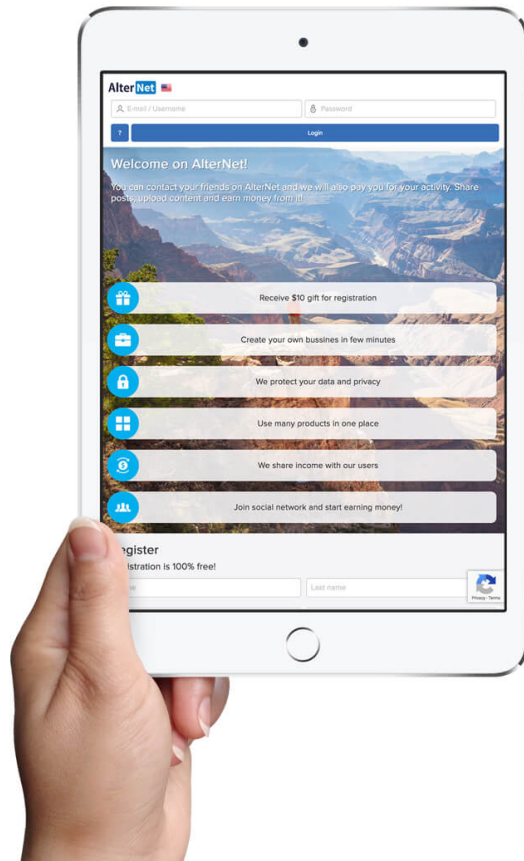 AlterNet
E-mail / Username
Password
?
Login
Welcome on AlterNet!
You can contact your friends on AlterNet and we will also pay you for your activity. Share
posts, upload content and earn money from it!
Receive $10 gift for registration
Create your own bussines in few minutes
We protect your data and privacy
Use many products in one place
We share income with our users
Join social network and start earning money!
egister
istration is 100% free!
Last name
Privacy - Terms